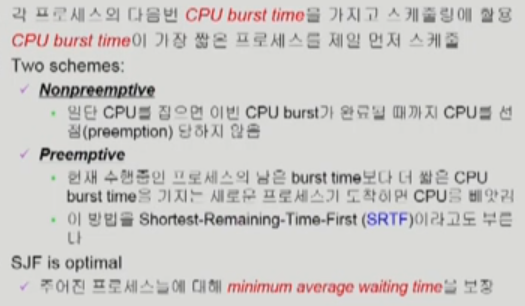 각 프로세스의 다음번 CPU burst time을 가지고 스케줄링에 활용
CPU burst time이 가장 짧은 프로세스를 제일 먼저 스케줄
Two schemes:
✓ Nonpreemptive
• 일단 CPU를 잡으면 이번 CPU burst가 완료될 때까지 CPU를 선
점(preemption) 당하지 않음
✓ Preemptive
• 현재 수행중인 프로세스의 남은 burst time보다 더 짧은 CPU
burst time을 가지는 새로운 프로세스가 도착하면 CPU를 빼앗김
• 이 방법을 Shortest-Remaining-Time-First (SRTF)이라고도 부른
다
SJF is optimal
✓ 주어진 프로세스들에 대해 minimum average waiting time을 보장